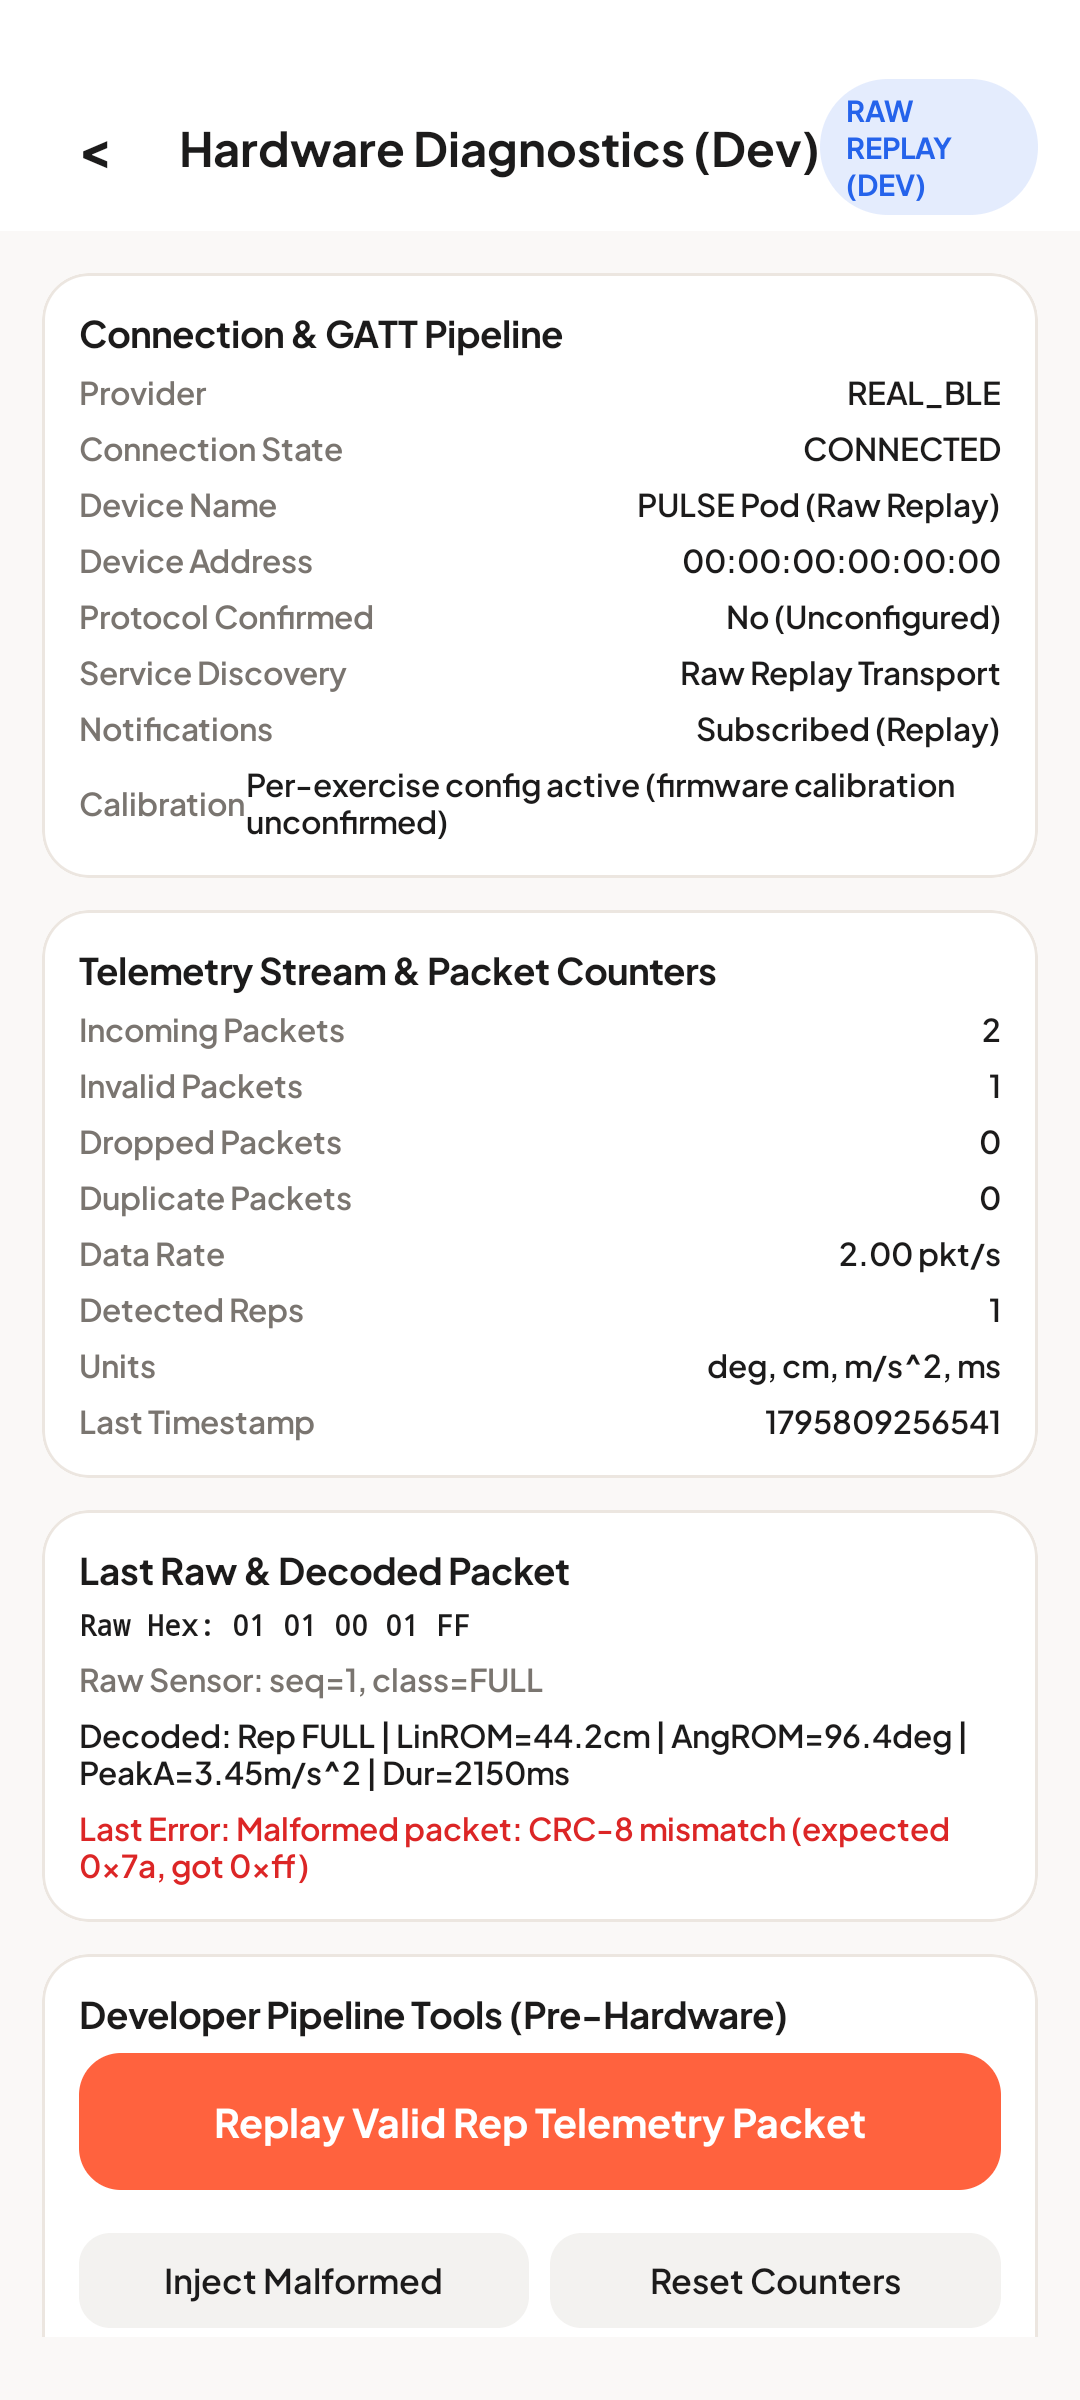 <
Hardware Diagnostics (Dev)
RAW
REPLAY
(DEV)
Connection & GATT Pipeline
Provider REAL_BLE
Connection State CONNECTED
Device Name PULSE Pod (Raw Replay)
Device Address 00:00:00:00:00:00
Protocol Confirmed No (Unconfigured)
Service Discovery Raw Replay Transport
Notifications Subscribed (Replay)
Calibration Per-exercise config active (firmware calibration
unconfirmed)
Telemetry Stream & Packet Counters
Incoming Packets 2
Invalid Packets 1
Dropped Packets 0
Duplicate Packets 0
Data Rate 2.00 pkt/s
Detected Reps 1
Units deg, cm, m/s^2, ms
Last Timestamp 1795809256541
Last Raw & Decoded Packet
Raw Hex: 01 01 00 01 FF
Raw Sensor: seq=1, class=FULL
Decoded: Rep FULL | LinROM=44.2cm | AngROM=96.4deg |
PeakA=3.45m/s^2 | Dur=2150ms
Last Error: Malformed packet: CRC-8 mismatch (expected
0x7a, got 0xff)
Developer Pipeline Tools (Pre-Hardware)
Replay Valid Rep Telemetry Packet
Inject Malformed
Reset Counters